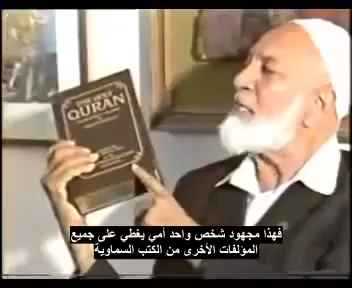 THE HOLY
QURAN
فهذا مجهود شخص واحد أمي يغطي على جميع
المؤلفات الأخرى من الكتب السماوية